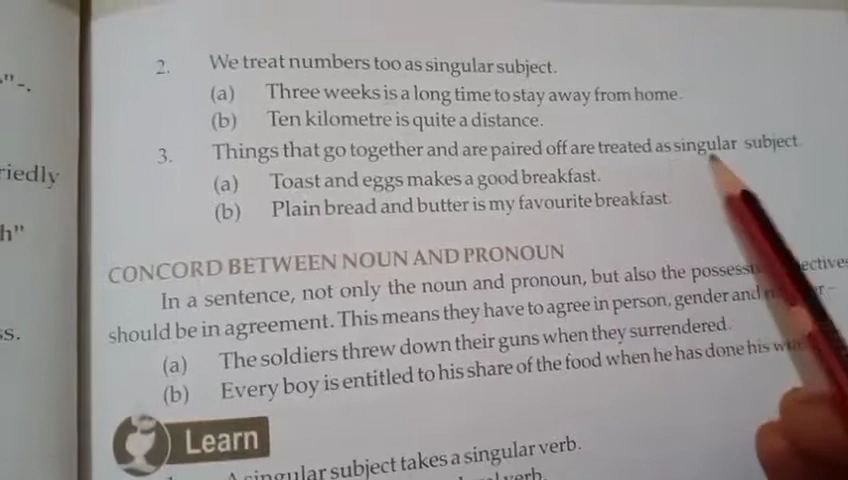 "-.
2. We treat numbers too as singular subject.
(a) Three weeks is a long time to stay away from home.
(b) Ten kilometre is quite a distance.
riedly
3. Things that go together and are paired off are treated as singular subject.
(a) Toast and eggs makes a good breakfast.
h"
(b) Plain bread and butter is my favourite breakfast.
CONCORD BETWEEN NOUN AND PRONOUN
In a sentence, not only the noun and pronoun, but also the
s.
should be in agreement. This means they have to agree in person, gender and
(a) The soldiers threw down their guns when they surrendered.
(b) Every boy is entitled to his share of the food when he has done his
Learn
A singular subject takes a singular verb.
verb.